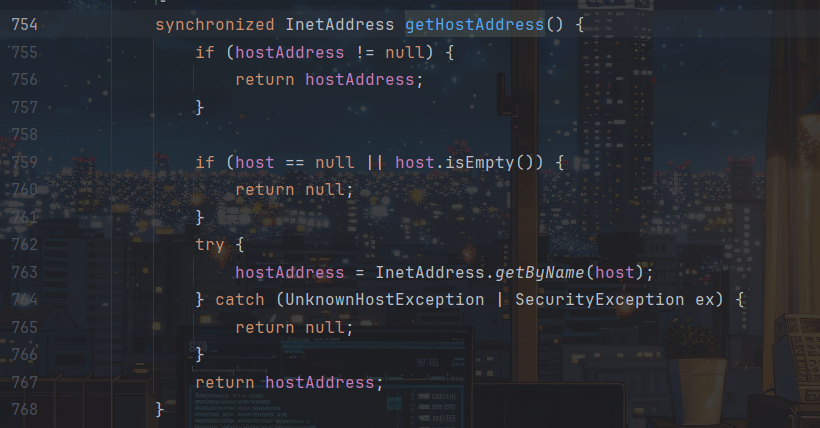 754 synchronized InetAddress getHostAddress() {
755 if (hostAddress != null) {
756 return hostAddress;
757 }
758
759 if (host == null || host.isEmpty()) {
760 return null;
761 }
762 try {
763 hostAddress = InetAddress.getByName(host);
764 } catch (UnknownHostException | SecurityException ex) {
765 return null;
766 }
767 return hostAddress;
768 }